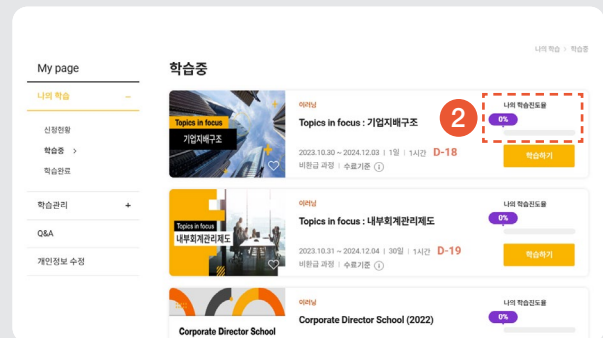 나의 학습 > 학습중
My page
나의 학습 −
신청현황
학습중 >
학습완료
학습관리 +
Q&A
개인정보 수정
학습중
Topics in focus
기업지배구조
이러닝
Topics in focus : 기업지배구조
2023.10.30 ~ 2024.12.03 | 1일 | 1시간 D-18
비환급 과정 | 수료기준 ⓘ
2
나의 학습진도율
0%
학습하기
Topics in focus
내부회계관리제도
이러닝
Topics in focus : 내부회계관리제도
2023.10.31 ~ 2024.12.04 | 30일 | 1시간 D-19
비환급 과정 | 수료기준 ⓘ
나의 학습진도율
0%
학습하기
Corporate Director School
이러닝
Corporate Director School (2022)
나의 학습진도율
0%